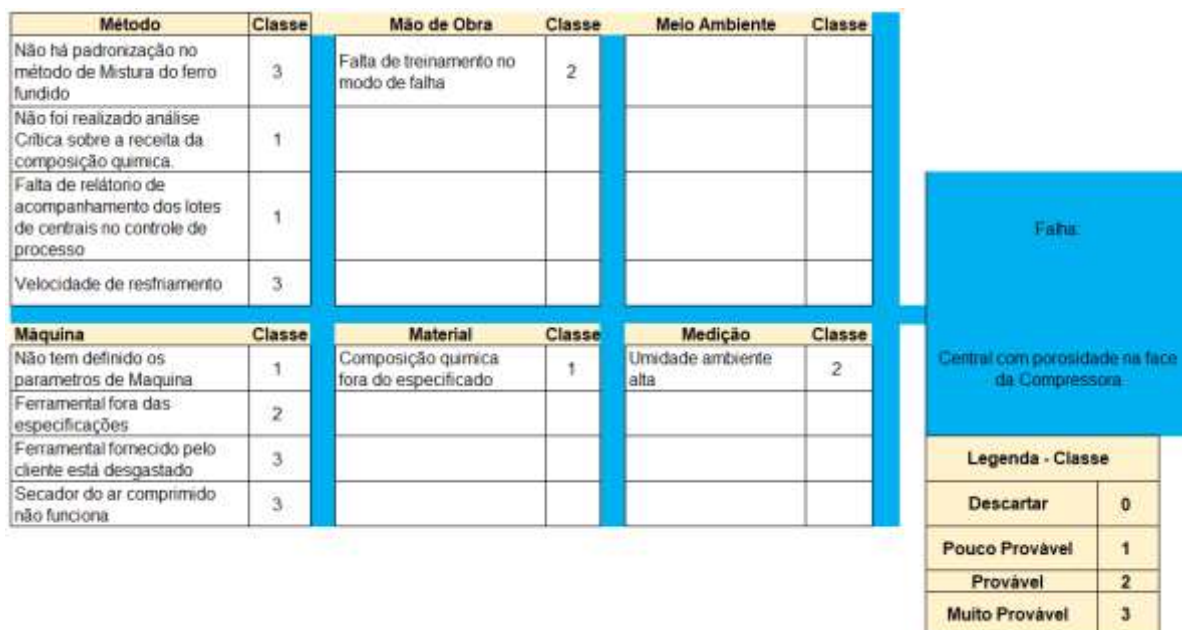 Método Classe
Não há padronização no
método de Mistura do ferro
fundido
3
Não foi realizado análise
Crítica sobre a receita da
composição quimica.
1
Falta de relátorio de
acompanhamento dos lotes
de centrais no controle de
processo
1
Velocidade de resfriamento 3
Mão de Obra Classe
Falta de treinamento no
modo de falha
2
Meio Ambiente Classe
Máquina Classe
Não tem definido os
parametros de Maquina
1
Ferramental fora das
especificações
2
Ferramental fornecido pelo
cliente está desgastado
3
Secador do ar comprimido
não funciona
3
Material Classe
Composição quimica
fora do especificado
1
Medição Classe
Umidade ambiente
alta
2
Falha:
Central com porosidade na face
da Compressora
Legenda - Classe
Descartar 0
Pouco Provável 1
Provável 2
Muito Provável 3